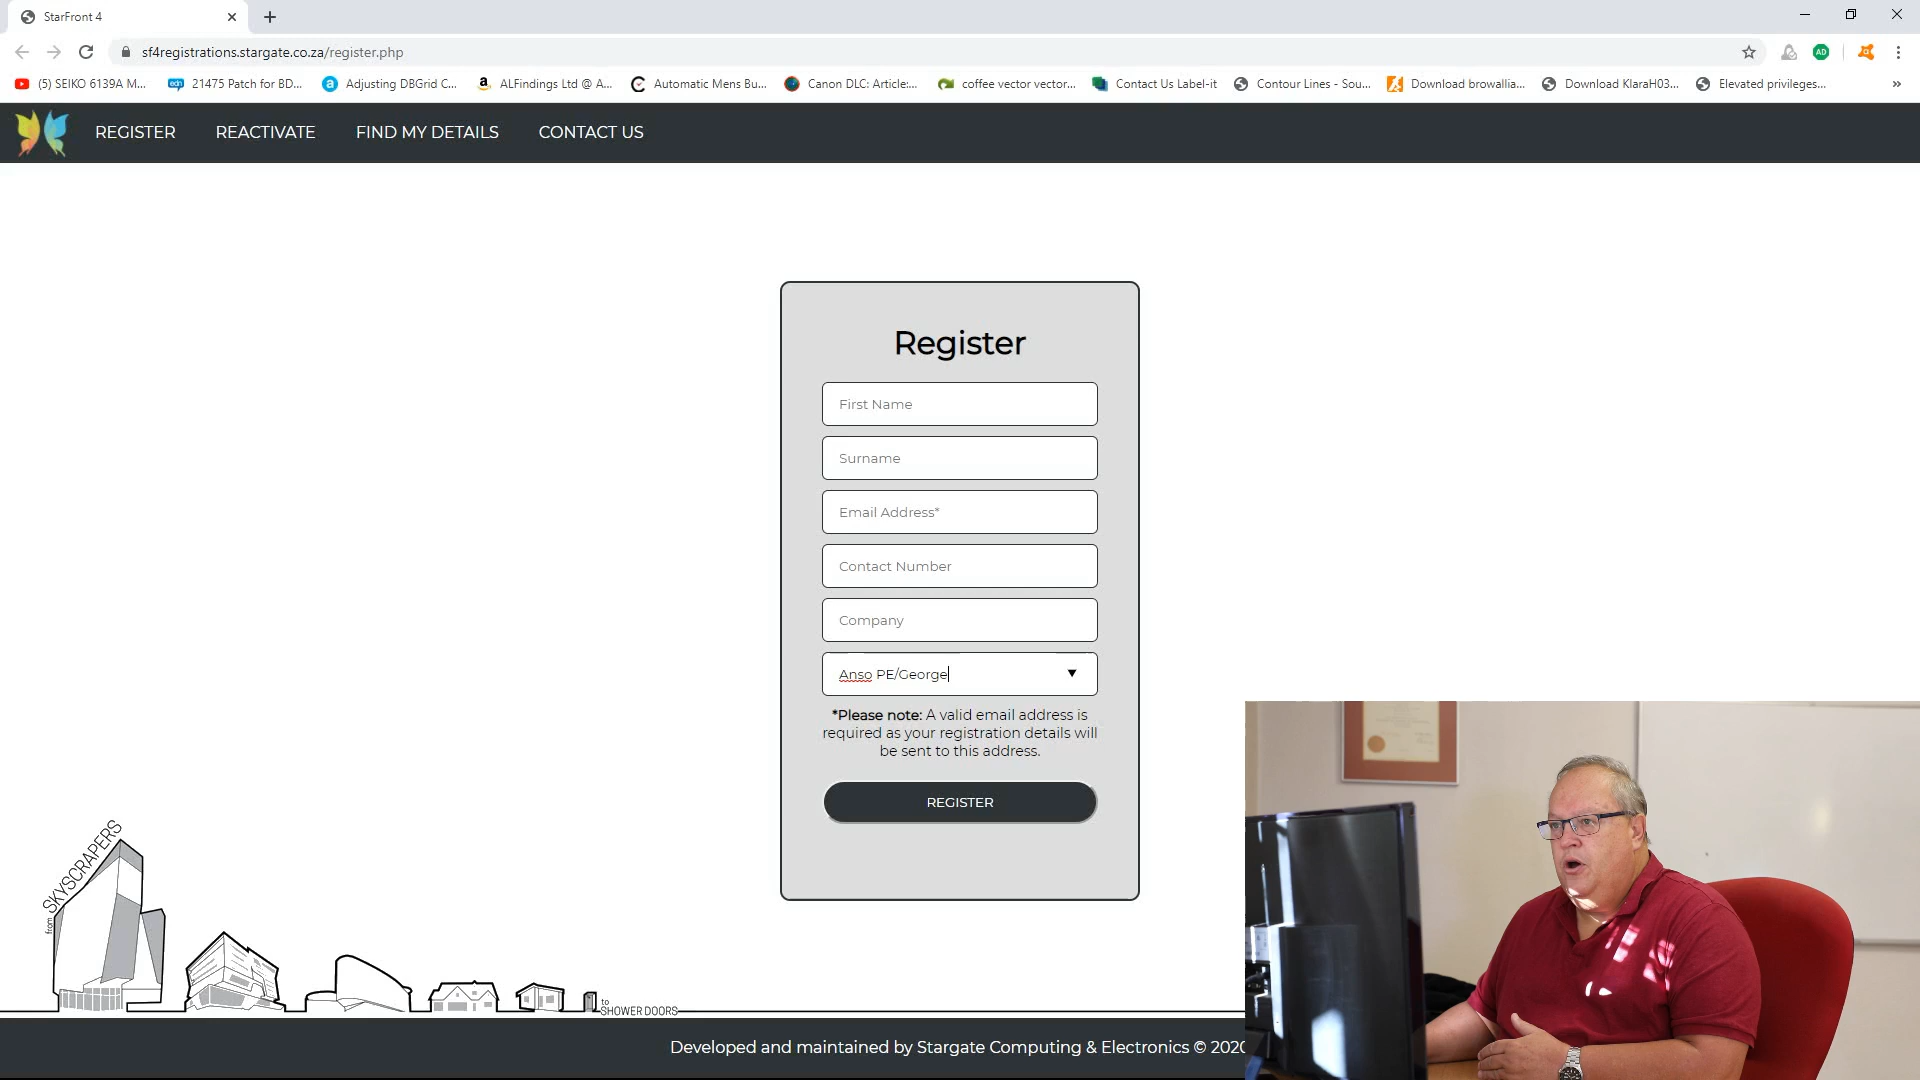 StarFront 4
sf4registrations.stargate.co.za/register.php
AD
(5) SEIKO 6139A M...
21475 Patch for BD...
Adjusting DBGrid C...
ALFindings Ltd @ A...
Automatic Mens Bu...
Canon DLC: Article:...
coffee vector vector...
Contact Us Label-it
Contour Lines - Sou...
Download browallia...
Download KlaraH03...
Elevated privileges...
REGISTER
REACTIVATE
FIND MY DETAILS
CONTACT US
Register
First Name
Surname
Email Address*
Contact Number
Company
Anso PE/George
*Please note: A valid email address is
required as your registration details will
be sent to this address.
REGISTER
from SKYSCRAPERS
to SHOWER DOORS
Developed and maintained by Stargate Computing & Electronics © 2020